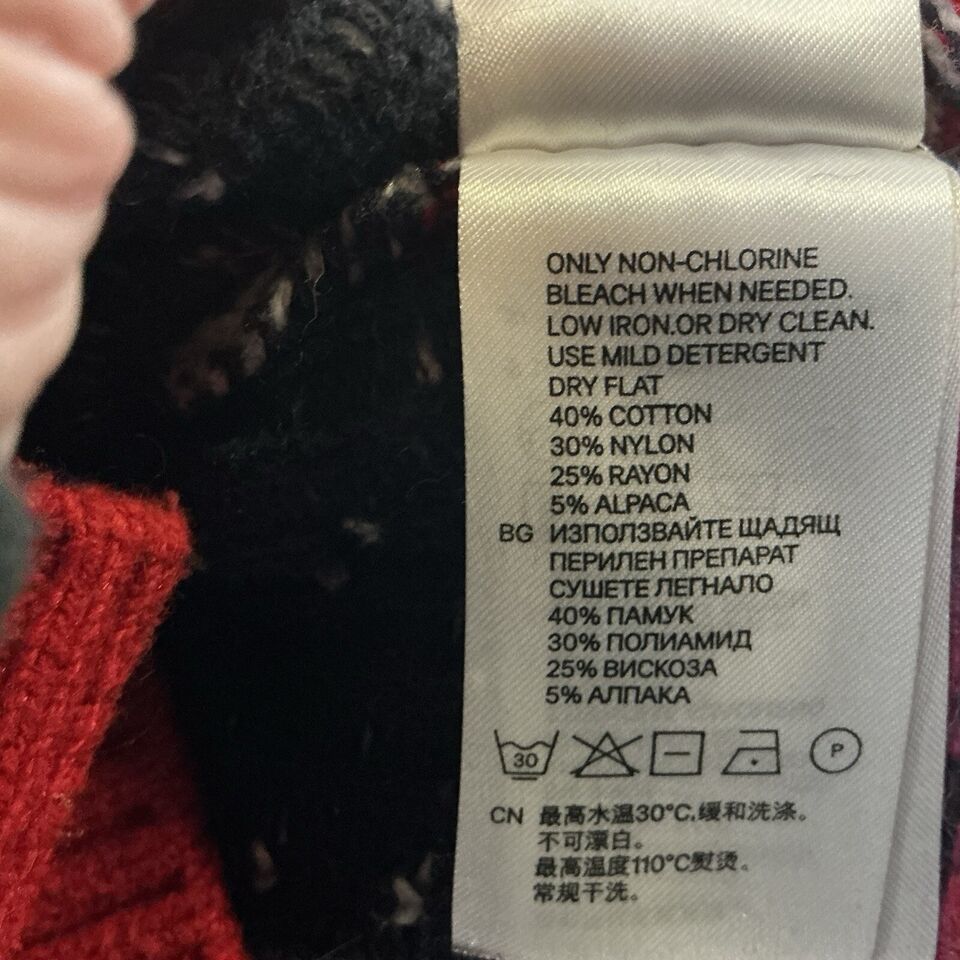 ONLY NON-CHLORINE
BLEACH WHEN NEEDED.
LOW IRON.OR DRY CLEAN.
USE MILD DETERGENT
DRY FLAT
40% COTTON
30% NYLON
25% RAYON
5% ALPACA
BG ИЗПОЛЗВАЙТЕ ЩАДЯЩ
ПЕРИЛЕН ПРЕПАРАТ
СУШЕТЕ ЛЕГНАЛО
40% ПАМУК
30% ПОЛИАМИД
25% ВИСКОЗА
5% АЛПАКА
30 P
CN 最高水温30°C,缓和洗涤。
不可漂白。
最高温度110°C熨烫。
常规干洗。